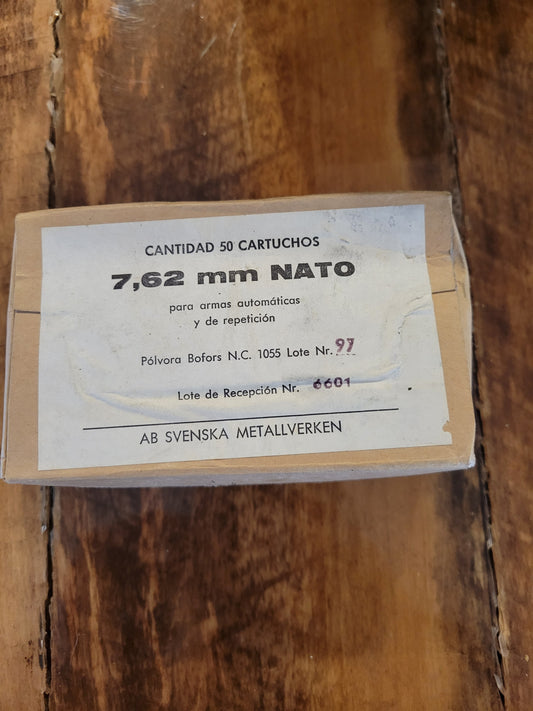 CANTIDAD 50 CARTUCHOS
7,62 mm NATO
para armas automáticas
y de repetición
Pólvora Bofors N.C. 1055 Lote Nr. 97
Lote de Recepción Nr. 6601
AB SVENSKA METALLVERKEN